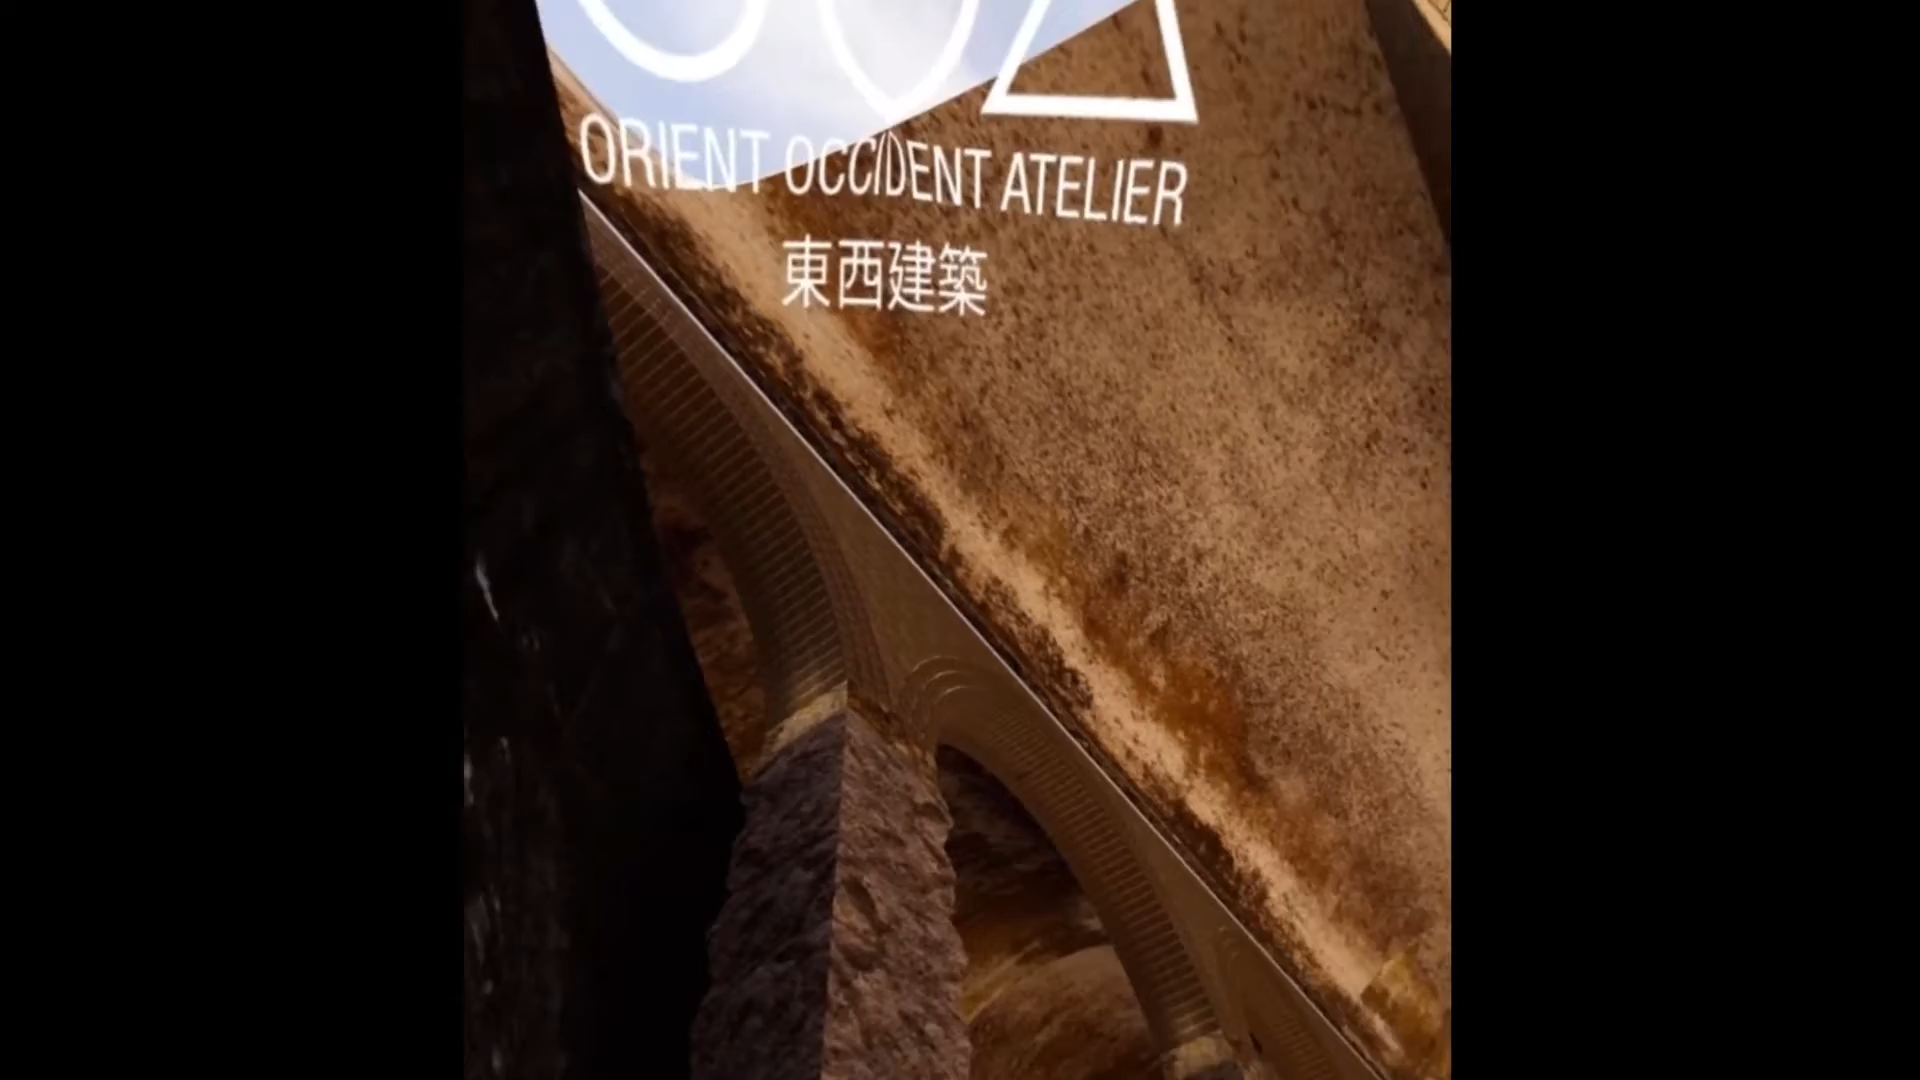 ORIENT OCCIDENT ATELIER
東西建築